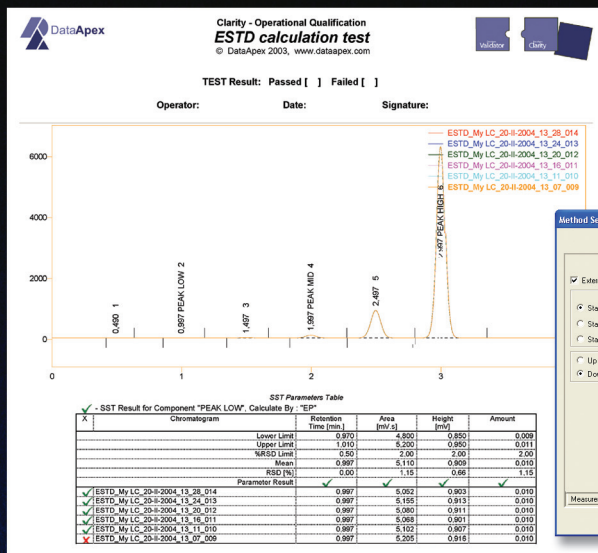 DataApex
Clarity - Operational Qualification
ESTD calculation test
© DataApex 2003, www.dataapex.com
Validator
Clarity
TEST Result: Passed [ ] Failed [ ]
Operator: Date: Signature:
ESTD_My LC_20-II-2004_13_28_014
ESTD_My LC_20-II-2004_13_24_013
ESTD_My LC_20-II-2004_13_20_012
ESTD_My LC_20-II-2004_13_16_011
ESTD_My LC_20-II-2004_13_11_010
ESTD_My LC_20-II-2004_13_07_009
6000
4000
2000
0
0,490 1
0,997 PEAK LOW 2
1,497 3
1,997 PEAK MID 4
2,497 5
2,997 PEAK HIGH 6
0 1 2 3
SST Parameters Table
- SST Result for Component "PEAK LOW", Calculate By : "EP"
X Chromatogram Retention Time [min.] Area [mV.s] Height [mV] Amount
Lower Limit 0,970 4,800 0,850 0,009
Upper Limit 1,010 5,200 0,950 0,011
%RSD Limit 0,50 2,00 2,00 2,00
Mean 0,997 5,110 0,909 0,010
RSD [%] 0,00 1,15 0,66 1,15
Parameter Result
ESTD_My LC_20-II-2004_13_28_014 0,997 5,052 0,903 0,010
ESTD_My LC_20-II-2004_13_24_013 0,997 5,155 0,917 0,010
ESTD_My LC_20-II-2004_13_20_012 0,997 5,080 0,911 0,010
ESTD_My LC_20-II-2004_13_16_011 0,997 5,068 0,901 0,010
ESTD_My LC_20-II-2004_13_11_010 0,997 5,102 0,907 0,010
ESTD_My LC_20-II-2004_13_07_009 0,997 5,205 0,916 0,010
Method Se
Exter
Sta
Sta
Sta
Up
Do
Measure